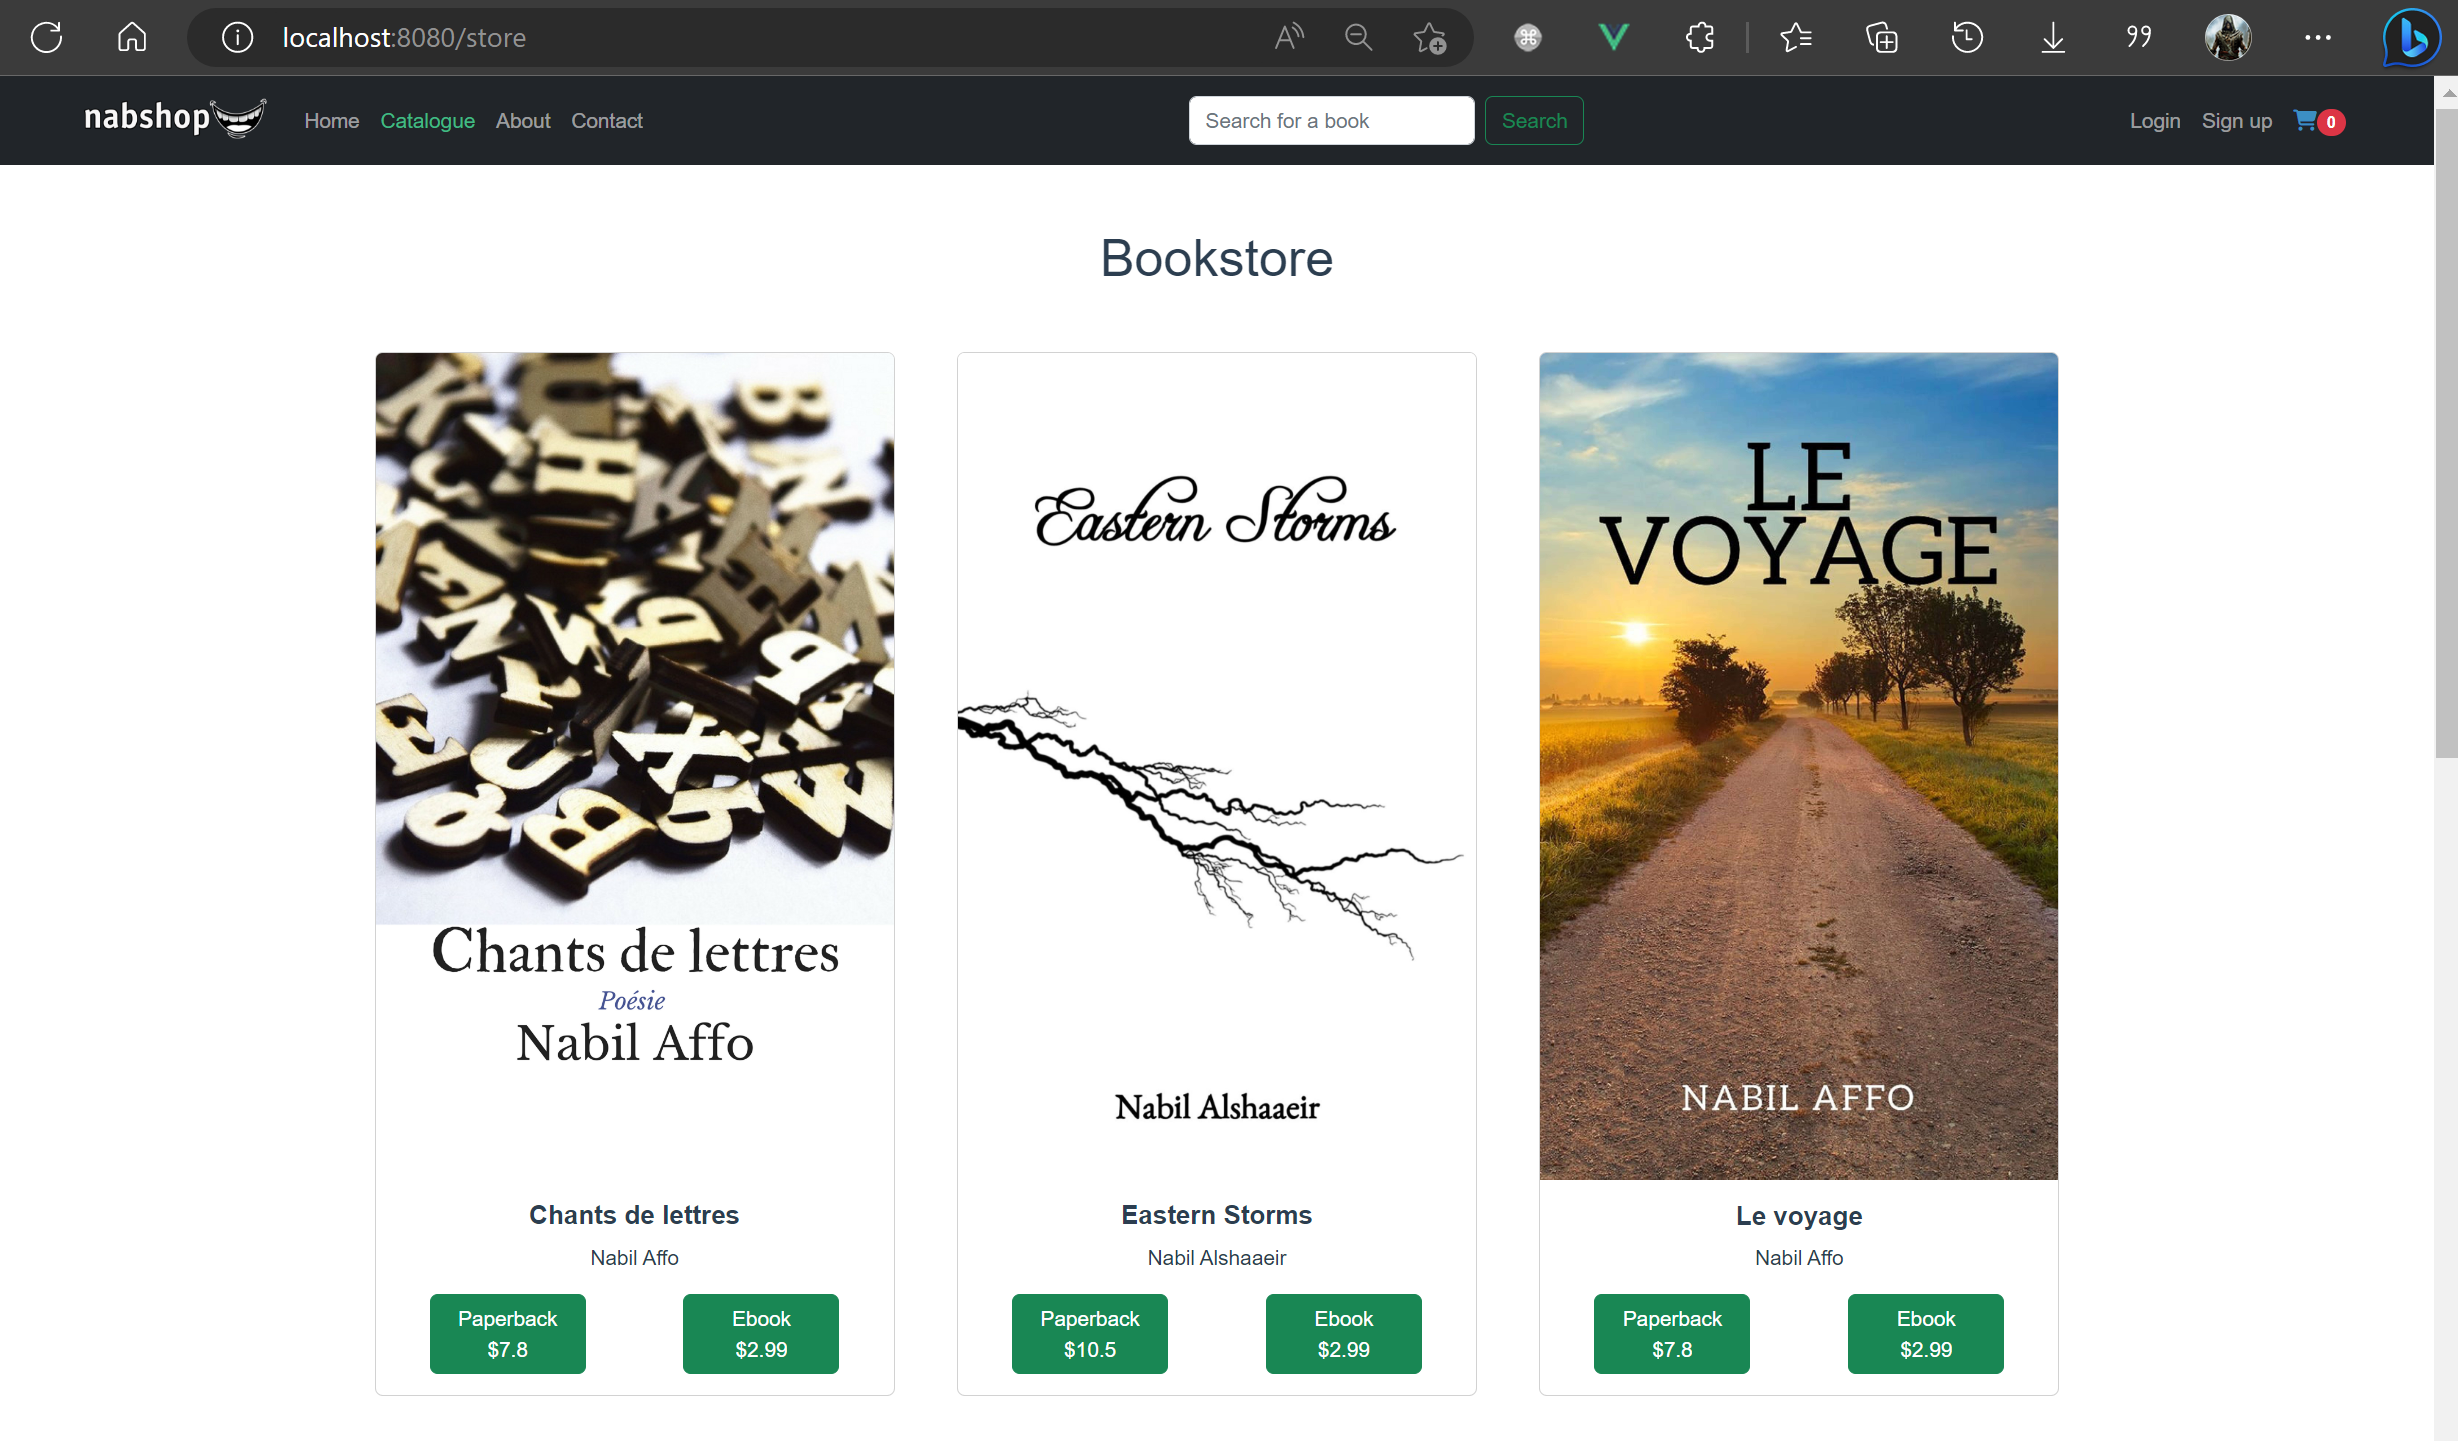 localhost:8080/store
nabshop
Home Catalogue About Contact
Search for a book
Search
Login Sign up
0
Bookstore
Chants de lettres
Poésie
Nabil Affo
Chants de lettres
Nabil Affo
Paperback
$7.8
Ebook
$2.99
Eastern Storms
Nabil Alshaaeir
Eastern Storms
Nabil Alshaaeir
Paperback
$10.5
Ebook
$2.99
LE
VOYAGE
NABIL AFFO
Le voyage
Nabil Affo
Paperback
$7.8
Ebook
$2.99